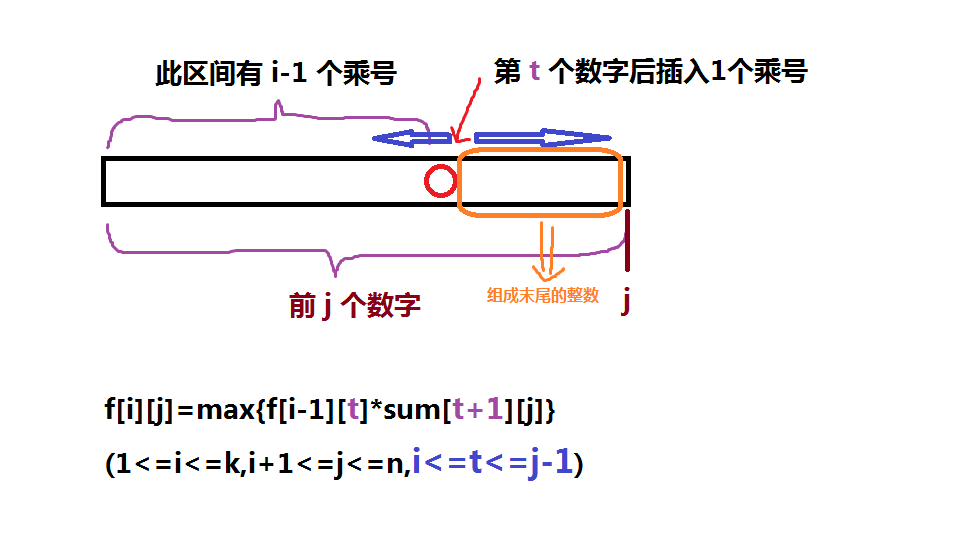 此区间有 i-1 个乘号
第 t 个数字后插入1个乘号
前 j 个数字
组成末尾的整数
j
f[i][j]=max{f[i-1][t]*sum[t+1][j]}
(1<=i<=k,i+1<=j<=n,i<=t<=j-1)